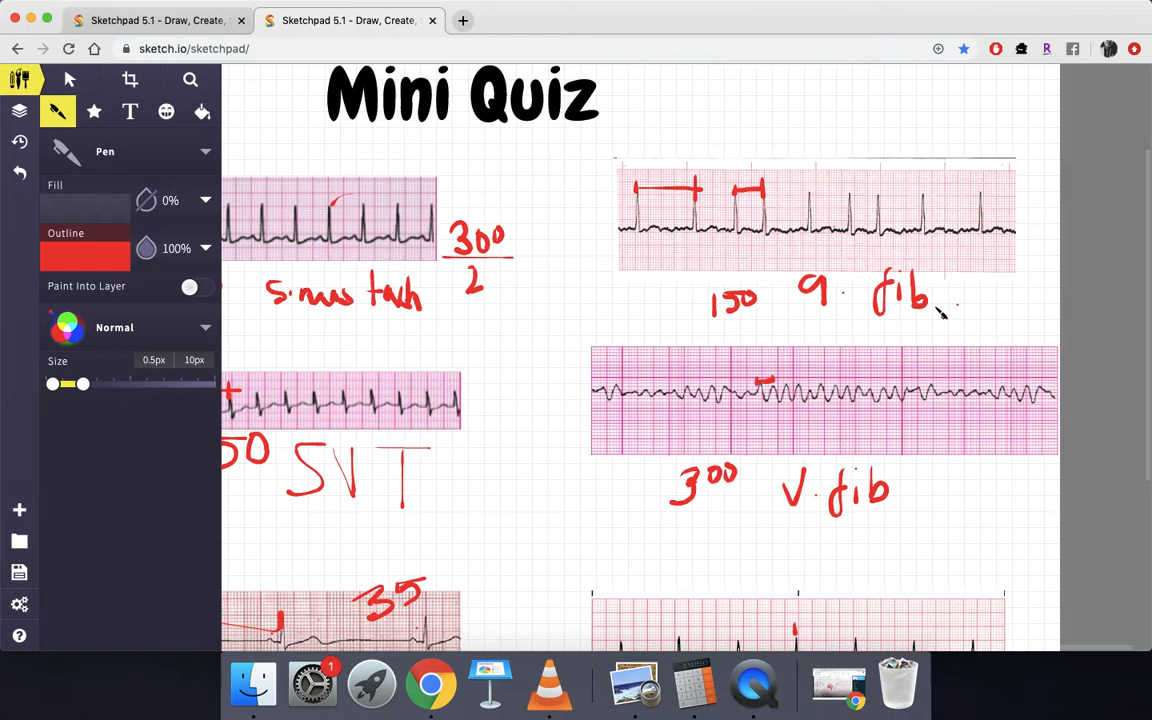 Sketchpad 5.1 - Draw, Create,
Sketchpad 5.1 - Draw, Create,
sketch.io/sketchpad/
Mini Quiz
Pen
Fill
0%
Outline
100%
Paint Into Layer
Normal
Size
0.5px
10px
300
2
Sinus tach
150 a. fib
50 SVT
300 V. fib
35
1